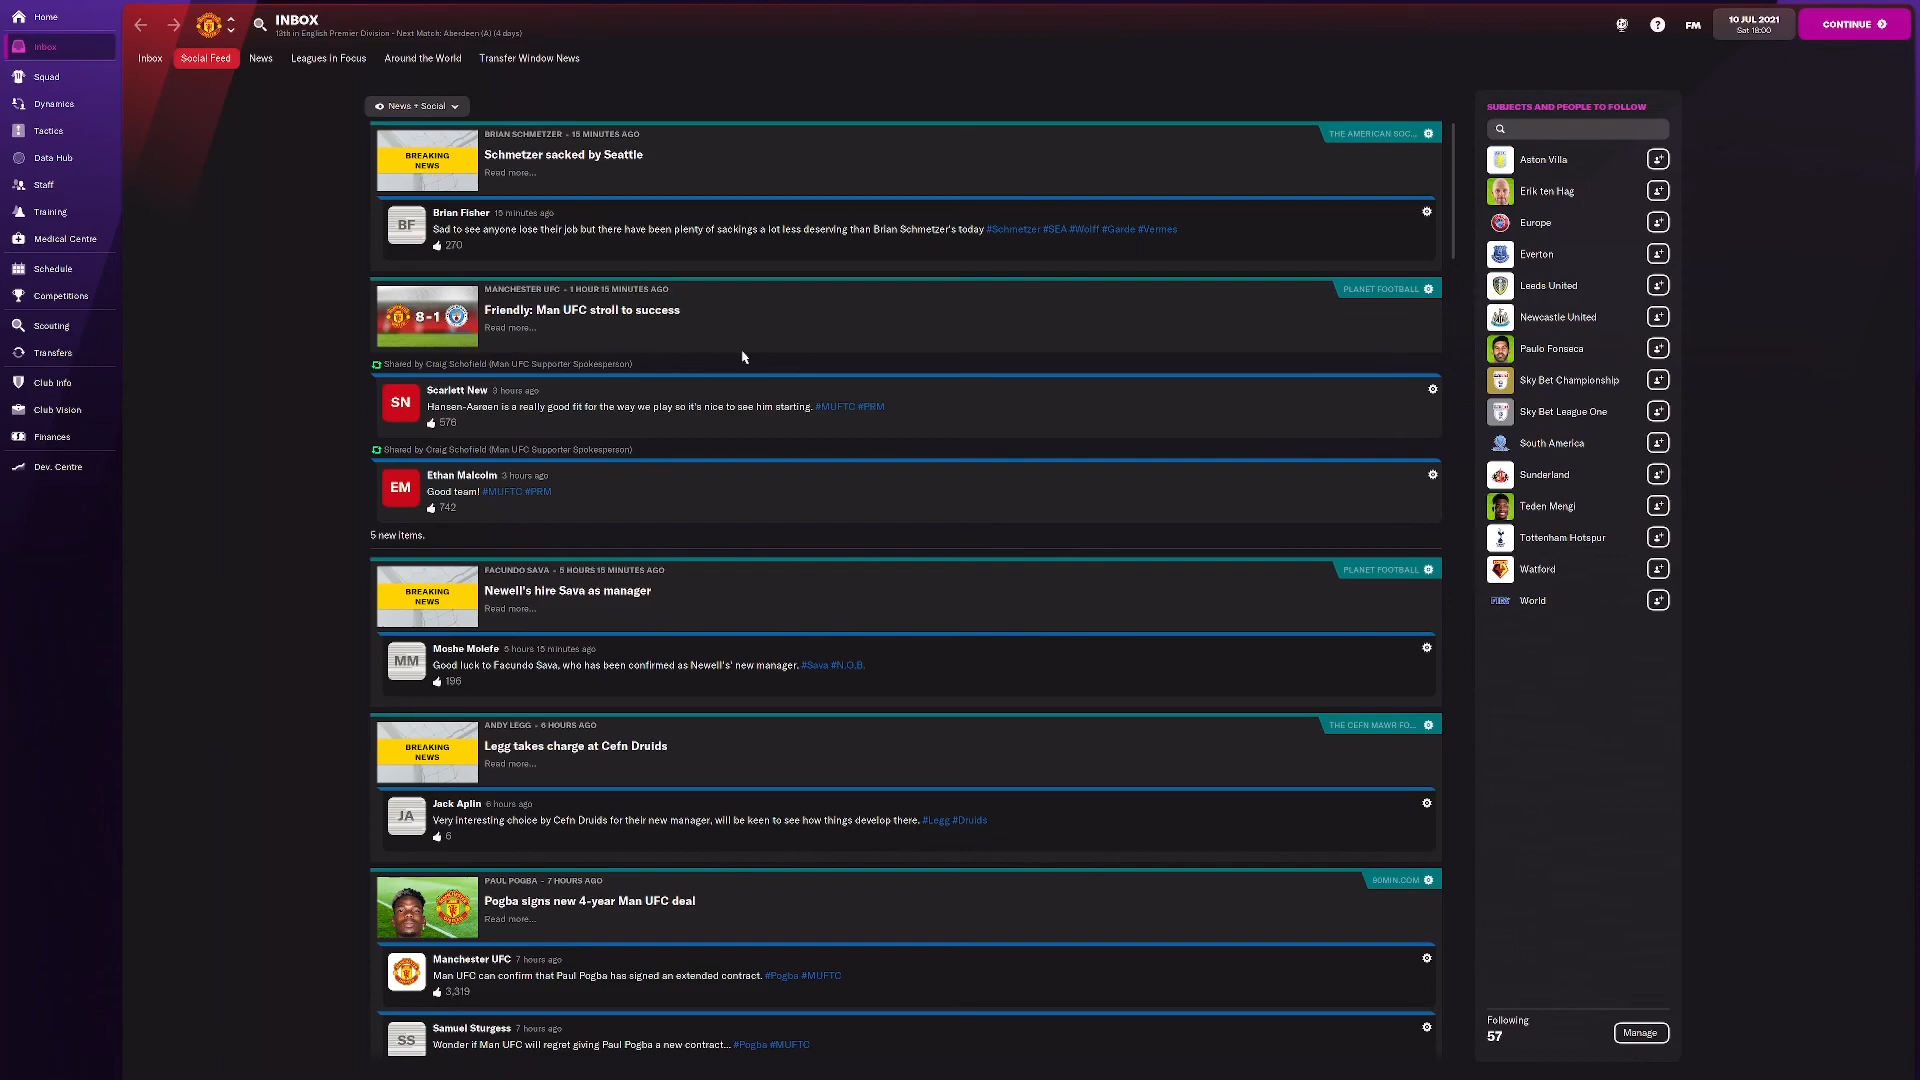 Home
Inbox
Squad
Dynamics
Tactics
Data Hub
Staff
Training
Medical Centre
Schedule
Competitions
Scouting
Transfers
Club Info
Club Vision
Finances
Dev. Centre
INBOX
13th in English Premier Division - Next Match: Aberdeen (A) (4 days)
FM
10 JUL 2021
Sat 18:00
CONTINUE
Inbox Social Feed News Leagues In Focus Around the World Transfer Window News
News + Social
BRIAN SCHMETZER - 15 MINUTES AGO
THE AMERICAN SOC...
BREAKING
NEWS
Schmetzer sacked by Seattle
Read more...
BF
Brian Fisher 15 minutes ago
Sad to see anyone lose their job but there have been plenty of sackings a lot less deserving than Brian Schmetzer's today #Schmetzer #SEA #Wolff #Garde #Vermes
270
MANCHESTER UFC - 1 HOUR 15 MINUTES AGO
PLANET FOOTBALL
8-1
Friendly: Man UFC stroll to success
Read more...
Shared by Craig Schofield (Man UFC Supporter Spokesperson)
SN
Scarlett New 3 hours ago
Hansen-Aarøen is a really good fit for the way we play so it's nice to see him starting. #MUFTC #PRM
576
Shared by Craig Schofield (Man UFC Supporter Spokesperson)
EM
Ethan Malcolm 3 hours ago
Good team! #MUFTC #PRM
742
5 new items.
FACUNDO SAVA - 5 HOURS 15 MINUTES AGO
PLANET FOOTBALL
BREAKING
NEWS
Newell's hire Sava as manager
Read more...
MM
Moshe Molefe 5 hours 15 minutes ago
Good luck to Facundo Sava, who has been confirmed as Newell's' new manager. #Sava #N.O.B.
196
ANDY LEGG - 6 HOURS AGO
THE CEFN MAWR FO...
BREAKING
NEWS
Legg takes charge at Cefn Druids
Read more...
JA
Jack Aplin 6 hours ago
Very interesting choice by Cefn Druids for their new manager, will be keen to see how things develop there. #Legg #Druids
6
PAUL POGBA - 7 HOURS AGO
90MIN.COM
Pogba signs new 4-year Man UFC deal
Read more...
Manchester UFC 7 hours ago
Man UFC can confirm that Paul Pogba has signed an extended contract. #Pogba #MUFTC
3,319
SS
Samuel Sturgess 7 hours ago
Wonder if Man UFC will regret giving Paul Pogba a new contract... #Pogba #MUFTC
SUBJECTS AND PEOPLE TO FOLLOW
Aston Villa
Erik ten Hag
Europe
Everton
Leeds United
Newcastle United
Paulo Fonseca
Sky Bet Championship
Sky Bet League One
South America
Sunderland
Teden Mengi
Tottenham Hotspur
Watford
World
Following
57
Manage